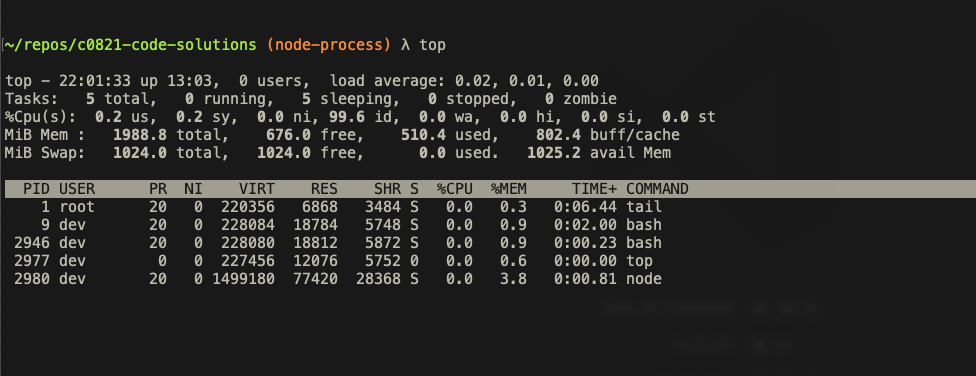 ~/repos/c0821-code-solutions (node-process) λ top
top - 22:01:33 up 13:03,  0 users,  load average: 0.02, 0.01, 0.00
Tasks:   5 total,   0 running,   5 sleeping,   0 stopped,   0 zombie
%Cpu(s):  0.2 us,  0.2 sy,  0.0 ni, 99.6 id,  0.0 wa,  0.0 hi,  0.0 si,  0.0 st
MiB Mem :   1988.8 total,    676.0 free,    510.4 used,    802.4 buff/cache
MiB Swap:   1024.0 total,   1024.0 free,      0.0 used.   1025.2 avail Mem
PID USER      PR  NI    VIRT    RES    SHR S  %CPU  %MEM     TIME+ COMMAND
1 root      20   0  220356   6868   3484 S   0.0   0.3   0:06.44 tail
9 dev       20   0  228084  18784   5748 S   0.0   0.9   0:02.00 bash
2946 dev       20   0  228080  18812   5872 S   0.0   0.9   0:00.23 bash
2977 dev        0   0  227456  12076   5752 0   0.0   0.6   0:00.00 top
2980 dev       20   0 1499180  77420  28368 S   0.0   3.8   0:00.81 node